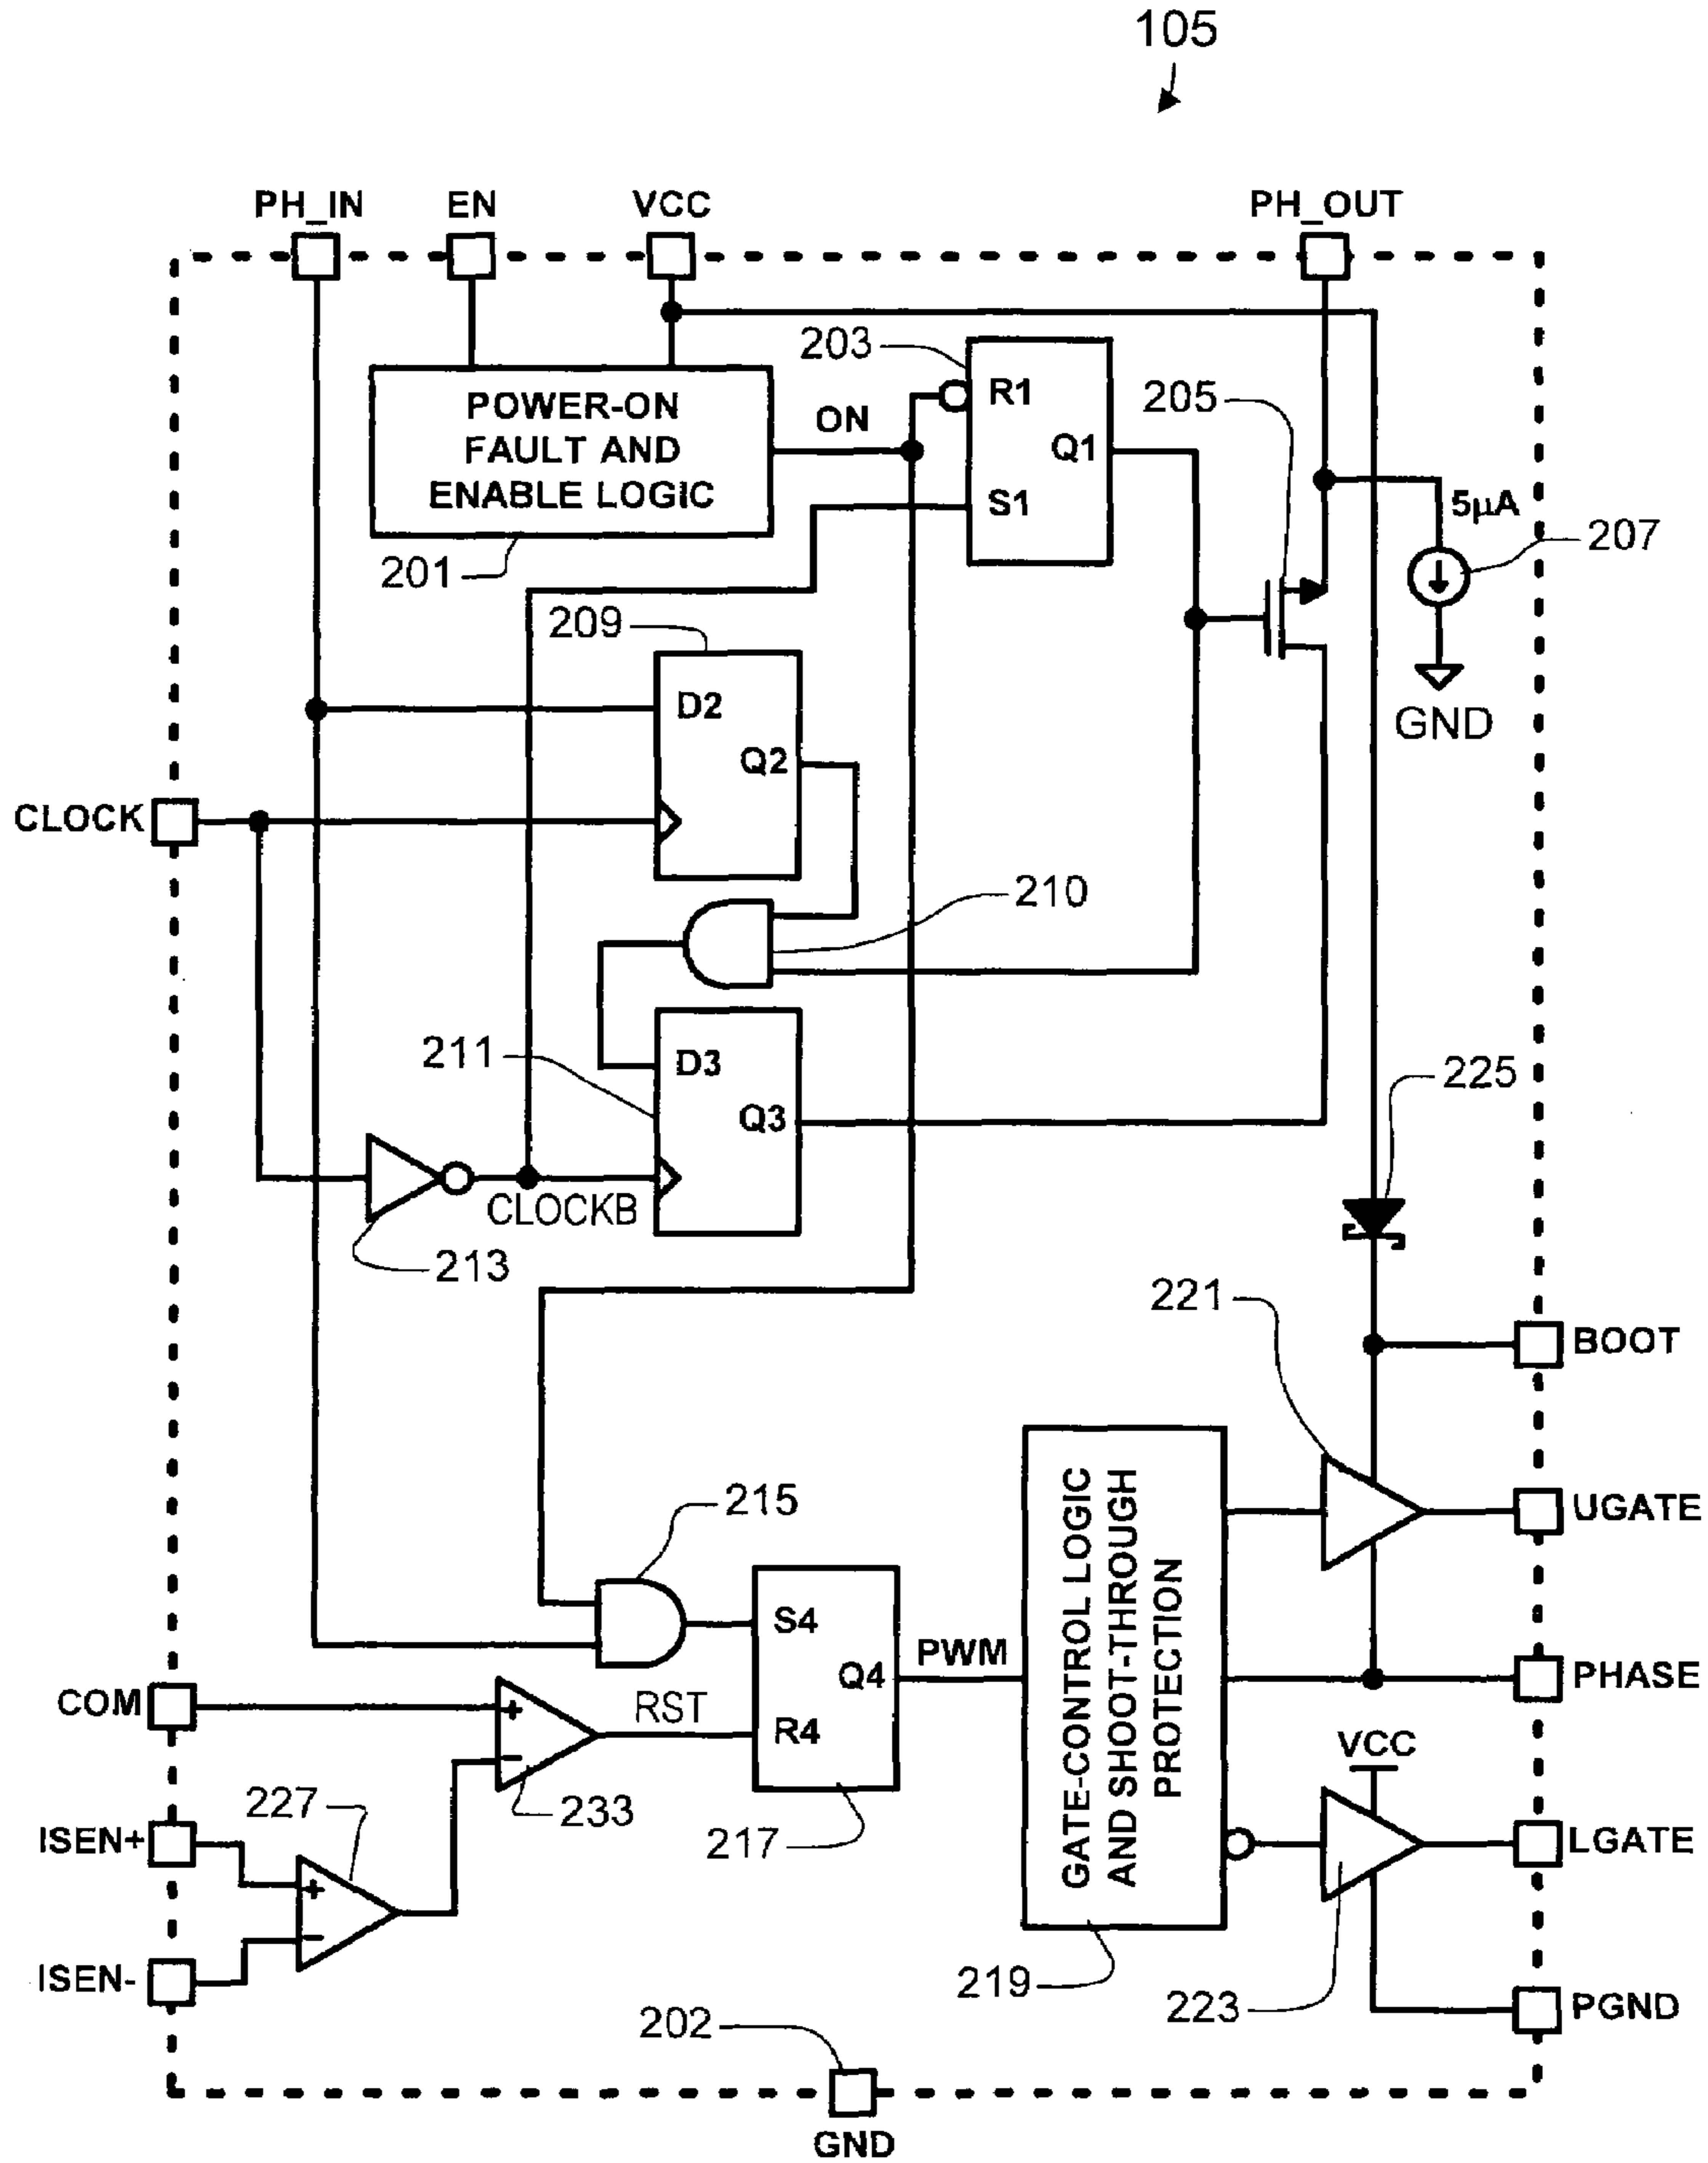 105
PH_IN
EN
VCC
PH_OUT
203
R1
Q1
S1
205
POWER-ON
FAULT AND
ENABLE LOGIC
ON
201
5µA
207
GND
209
D2
Q2
CLOCK
210
211
D3
Q3
225
CLOCKB
213
221
BOOT
215
GATE-CONTROL LOGIC
AND SHOOT-THROUGH
PROTECTION
UGATE
S4
Q4
R4
PWM
PHASE
COM
+
−
RST
233
217
VCC
227
ISEN+
+
−
ISEN-
LGATE
219
223
PGND
202
GND